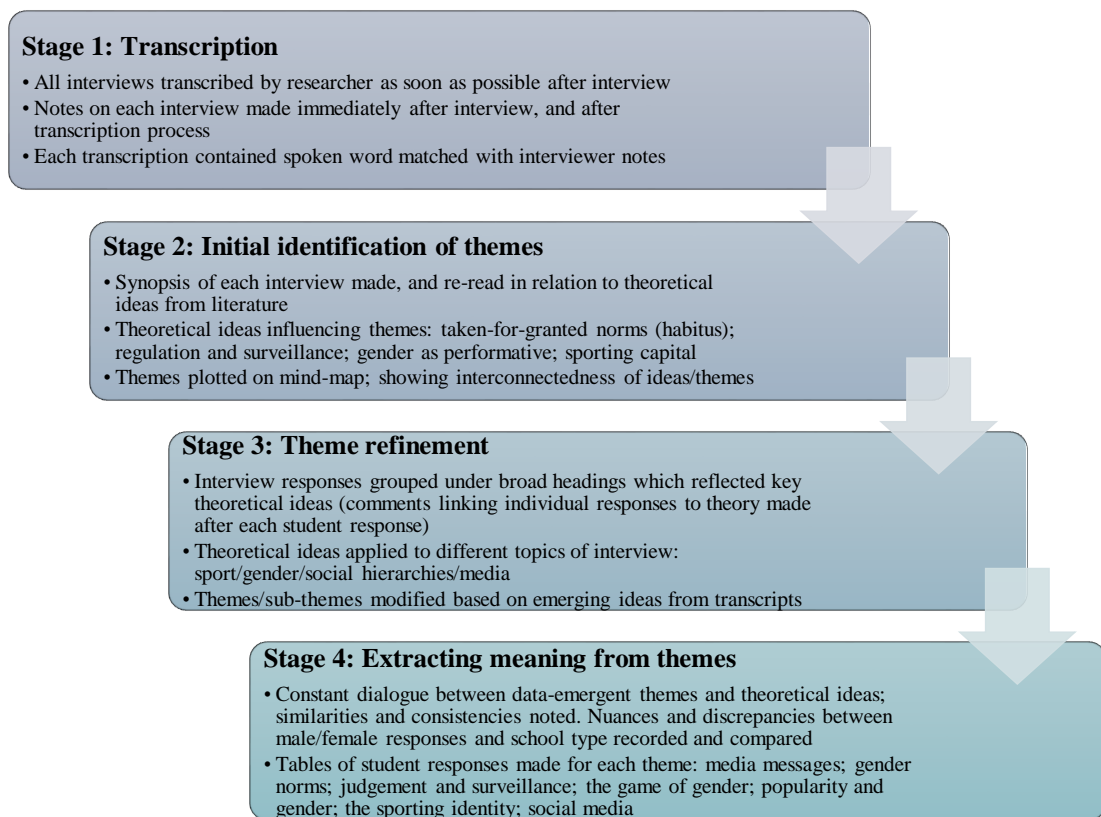 Stage 1: Transcription
• All interviews transcribed by researcher as soon as possible after interview
• Notes on each interview made immediately after interview, and after
transcription process
• Each transcription contained spoken word matched with interviewer notes
Stage 2: Initial identification of themes
• Synopsis of each interview made, and re-read in relation to theoretical
ideas from literature
• Theoretical ideas influencing themes: taken-for-granted norms (habitus);
regulation and surveillance; gender as performative; sporting capital
• Themes plotted on mind-map; showing interconnectedness of ideas/themes
Stage 3: Theme refinement
• Interview responses grouped under broad headings which reflected key
theoretical ideas (comments linking individual responses to theory made
after each student response)
• Theoretical ideas applied to different topics of interview:
sport/gender/social hierarchies/media
• Themes/sub-themes modified based on emerging ideas from transcripts
Stage 4: Extracting meaning from themes
• Constant dialogue between data-emergent themes and theoretical ideas;
similarities and consistencies noted. Nuances and discrepancies between
male/female responses and school type recorded and compared
• Tables of student responses made for each theme: media messages; gender
norms; judgement and surveillance; the game of gender; popularity and
gender; the sporting identity; social media